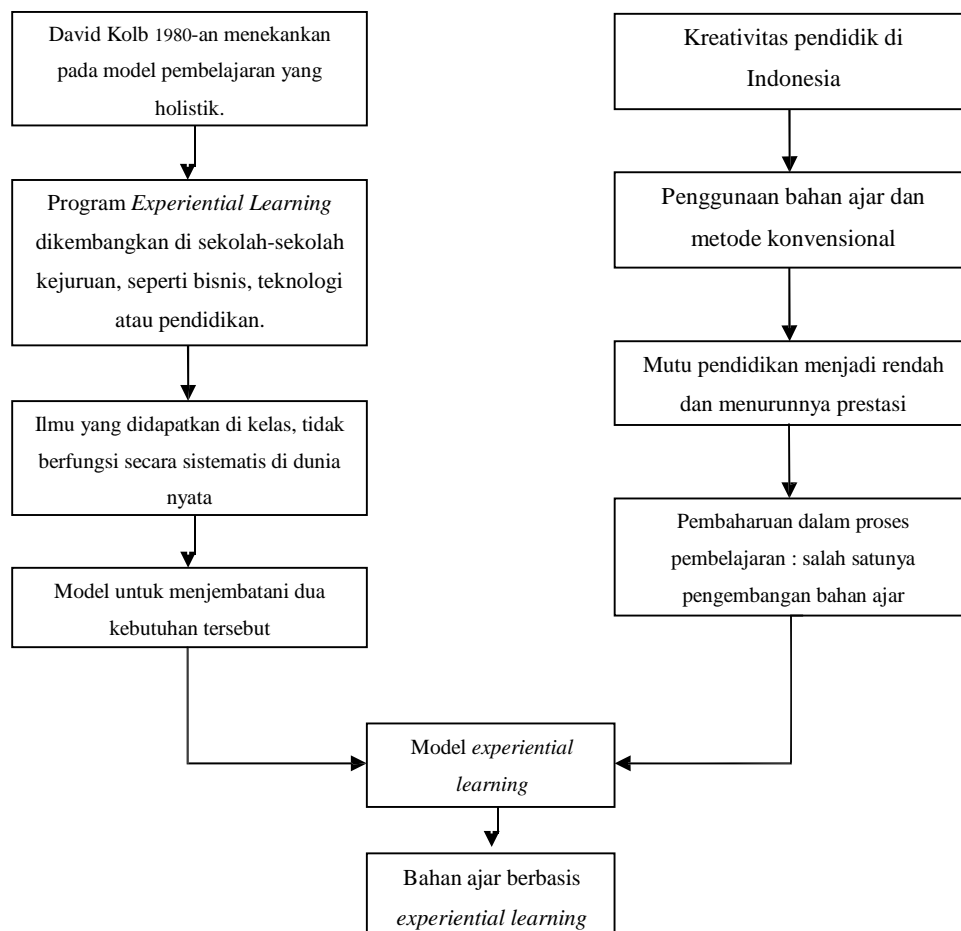 David Kolb 1980-an menekankan
pada model pembelajaran yang
holistik.
Program Experiential Learning
dikembangkan di sekolah-sekolah
kejuruan, seperti bisnis, teknologi
atau pendidikan.
Ilmu yang didapatkan di kelas, tidak
berfungsi secara sistematis di dunia
nyata
Model untuk menjembatani dua
kebutuhan tersebut
Kreativitas pendidik di
Indonesia
Penggunaan bahan ajar dan
metode konvensional
Mutu pendidikan menjadi rendah
dan menurunnya prestasi
Pembaharuan dalam proses
pembelajaran : salah satunya
pengembangan bahan ajar
Model experiential
learning
Bahan ajar berbasis
experiential learning